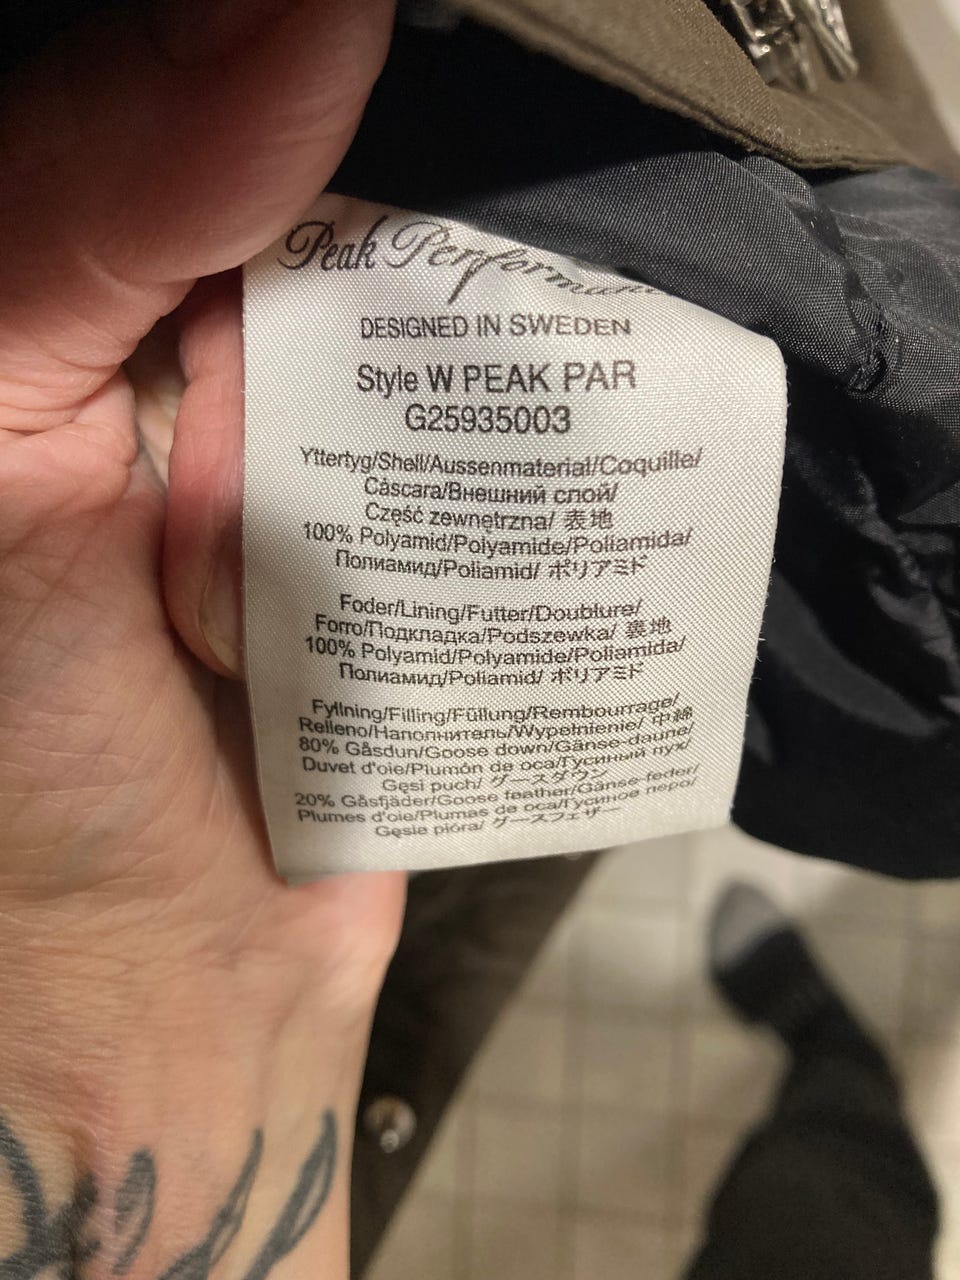 Peak Performance
DESIGNED IN SWEDEN
Style W PEAK PAR
G25935003
Yttertyg/Shell/Aussenmaterial/Coquille/
Cáscara/Внешний слой/
Część zewnętrzna/ 表地
100% Polyamid/Polyamide/Poliamida/
Полиамид/Poliamid/ ポリアミド
Foder/Lining/Futter/Doublure/
Forro/Подкладка/Podszewka/ 裏地
100% Polyamid/Polyamide/Poliamida/
Полиамид/Poliamid/ ポリアミド
Fyllning/Filling/Füllung/Rembourrage/
Relleno/Наполнитель/Wypełnienie/ 中綿
80% Gåsdun/Goose down/Gänse-daune/
Duvet d'oie/Plumón de oca/Гусиный пух/
Gęsi puch/ グースダウン
20% Gåsfjäder/Goose feather/Gänse-feder/
Plumes d'oie/Plumas de oca/Гусиное перо/
Gęsie pióra/ グースフェザー